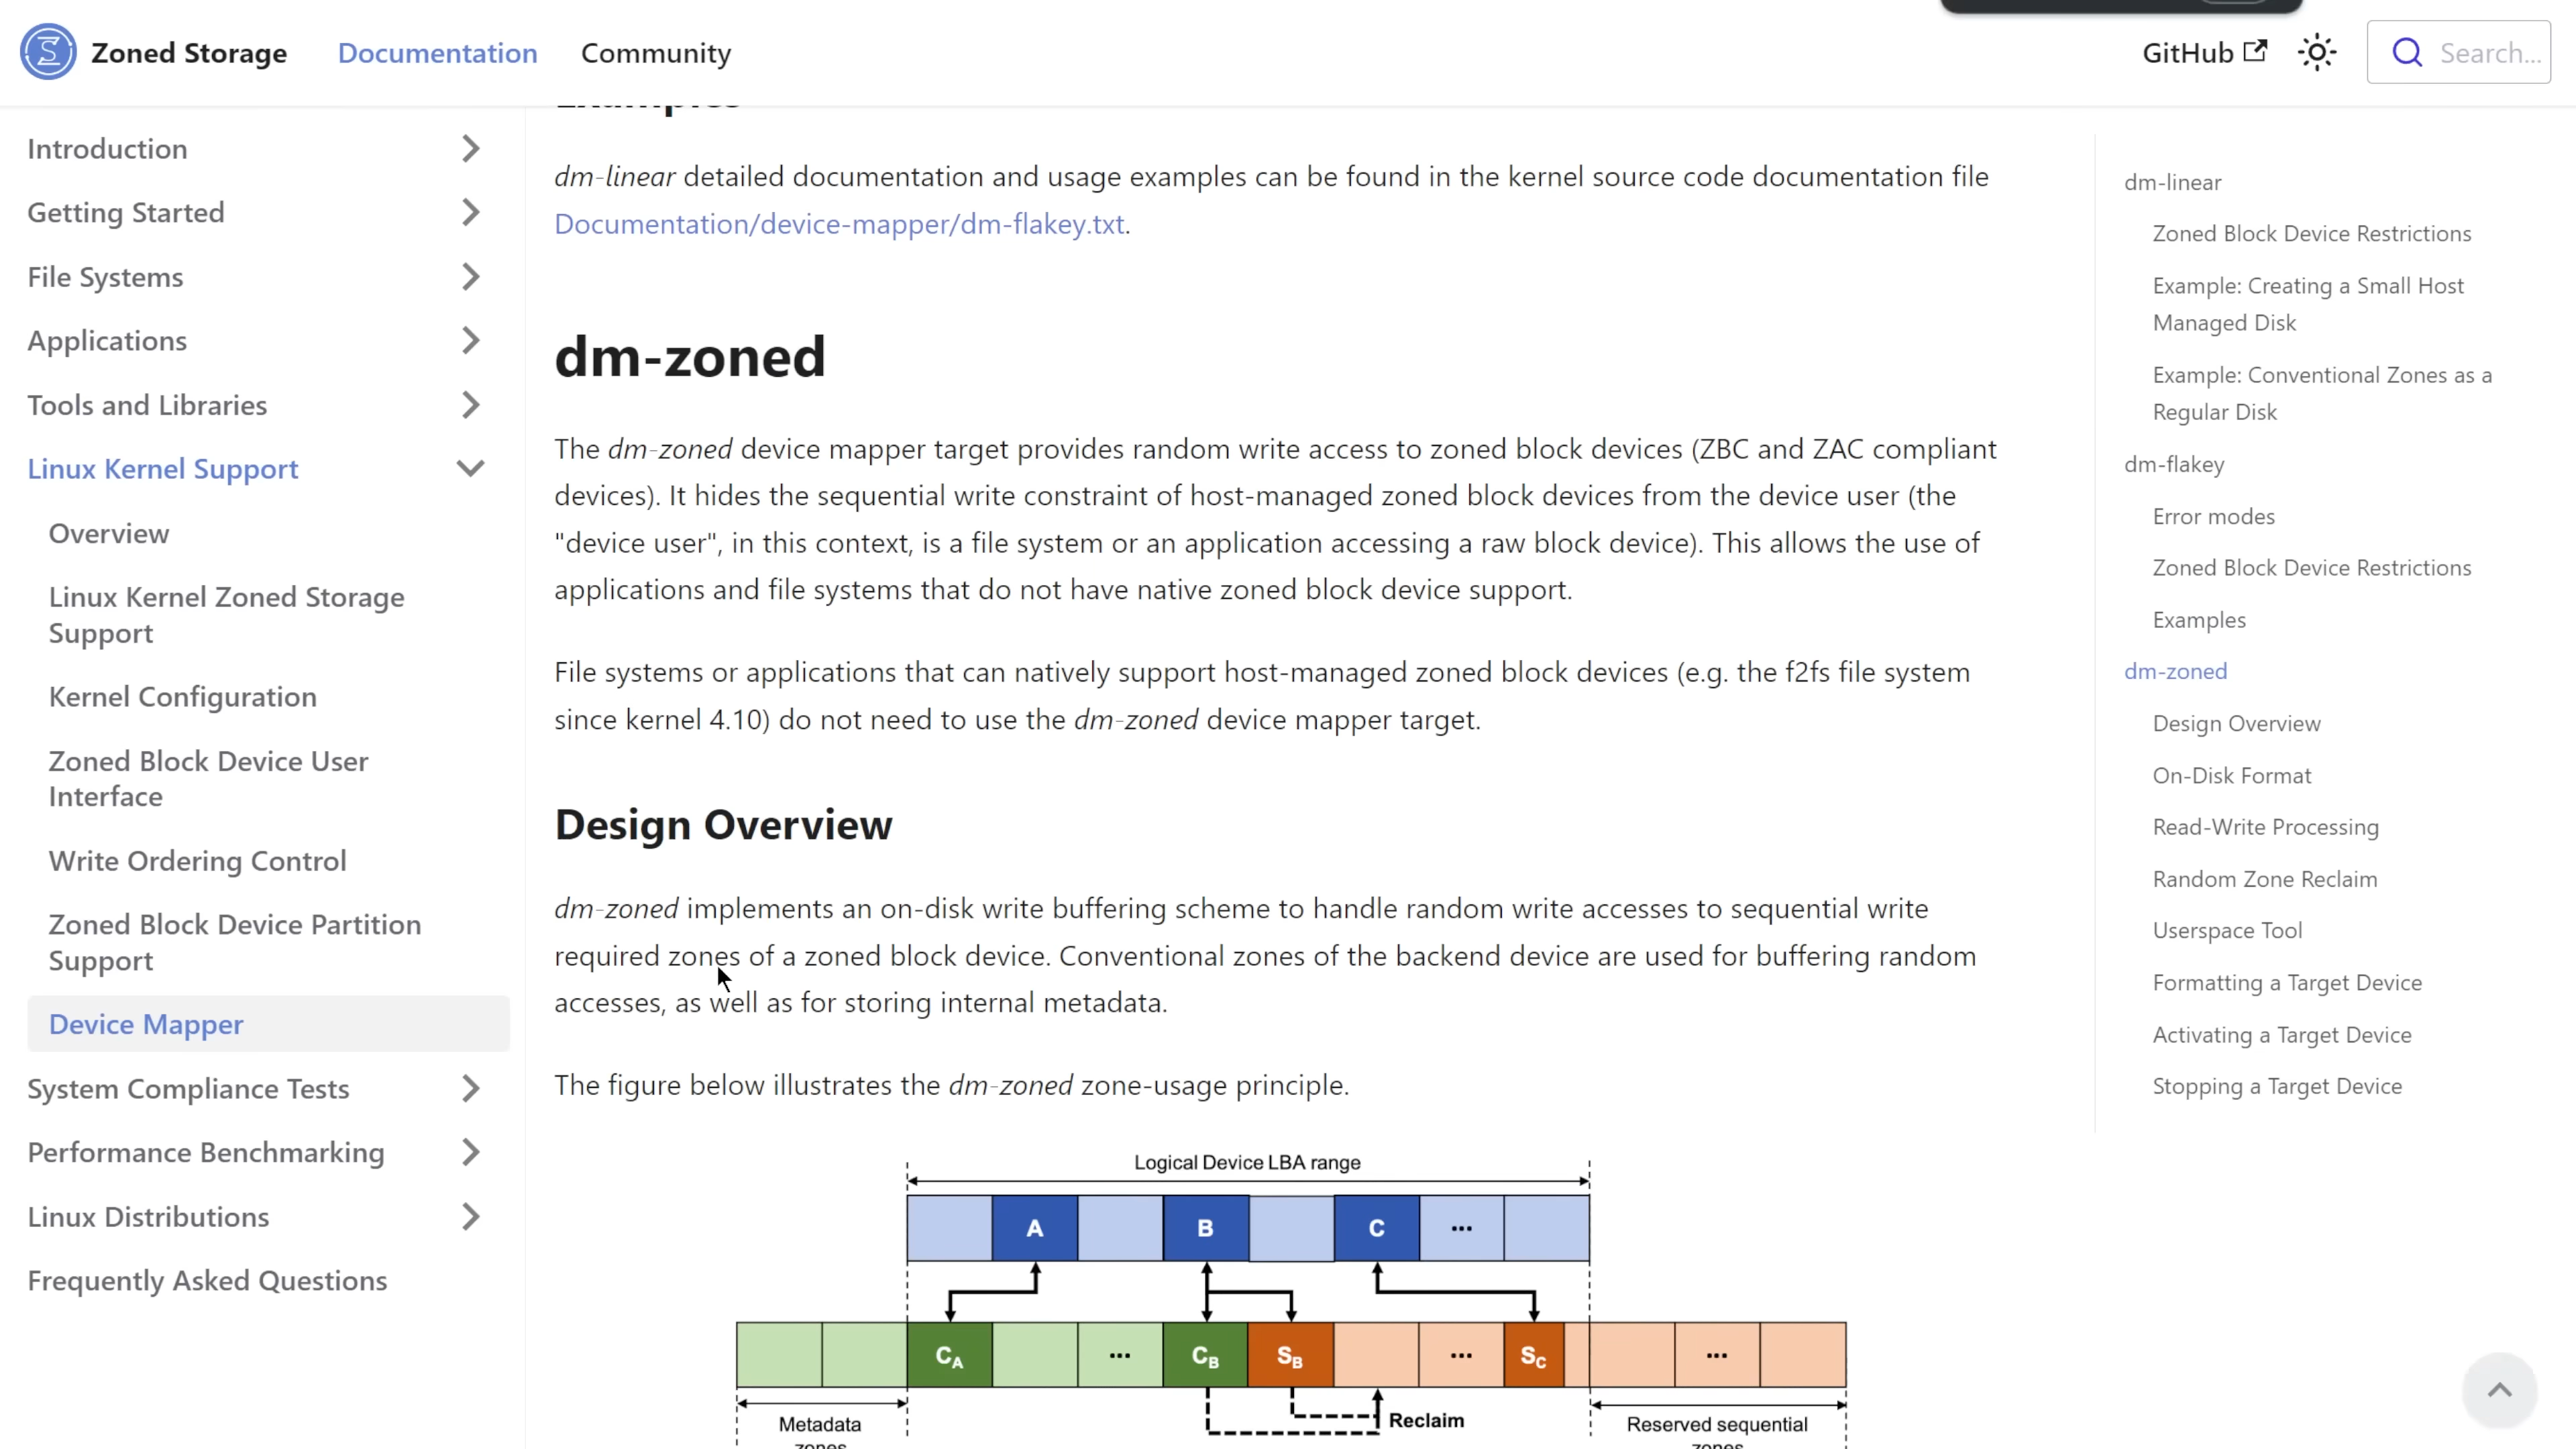 Zoned Storage
Documentation
Community
GitHub
Search...
Introduction
Getting Started
File Systems
Applications
Tools and Libraries
Linux Kernel Support
Overview
Linux Kernel Zoned Storage
Support
Kernel Configuration
Zoned Block Device User
Interface
Write Ordering Control
Zoned Block Device Partition
Support
Device Mapper
System Compliance Tests
Performance Benchmarking
Linux Distributions
Frequently Asked Questions
Examples
dm-linear detailed documentation and usage examples can be found in the kernel source code documentation file
Documentation/device-mapper/dm-flakey.txt.
dm-zoned
The dm-zoned device mapper target provides random write access to zoned block devices (ZBC and ZAC compliant
devices). It hides the sequential write constraint of host-managed zoned block devices from the device user (the
"device user", in this context, is a file system or an application accessing a raw block device). This allows the use of
applications and file systems that do not have native zoned block device support.
File systems or applications that can natively support host-managed zoned block devices (e.g. the f2fs file system
since kernel 4.10) do not need to use the dm-zoned device mapper target.
Design Overview
dm-zoned implements an on-disk write buffering scheme to handle random write accesses to sequential write
required zones of a zoned block device. Conventional zones of the backend device are used for buffering random
accesses, as well as for storing internal metadata.
The figure below illustrates the dm-zoned zone-usage principle.
Logical Device LBA range
A B C ...
CA ... CB SB ... SC ...
Reclaim
Metadata
zones
Reserved sequential
zones
dm-linear
Zoned Block Device Restrictions
Example: Creating a Small Host
Managed Disk
Example: Conventional Zones as a
Regular Disk
dm-flakey
Error modes
Zoned Block Device Restrictions
Examples
dm-zoned
Design Overview
On-Disk Format
Read-Write Processing
Random Zone Reclaim
Userspace Tool
Formatting a Target Device
Activating a Target Device
Stopping a Target Device